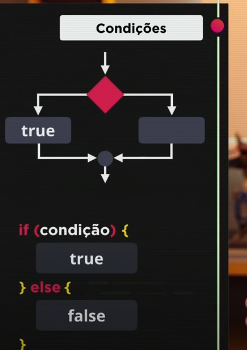 Condições
true
if (condição) {
true
} else {
false
}